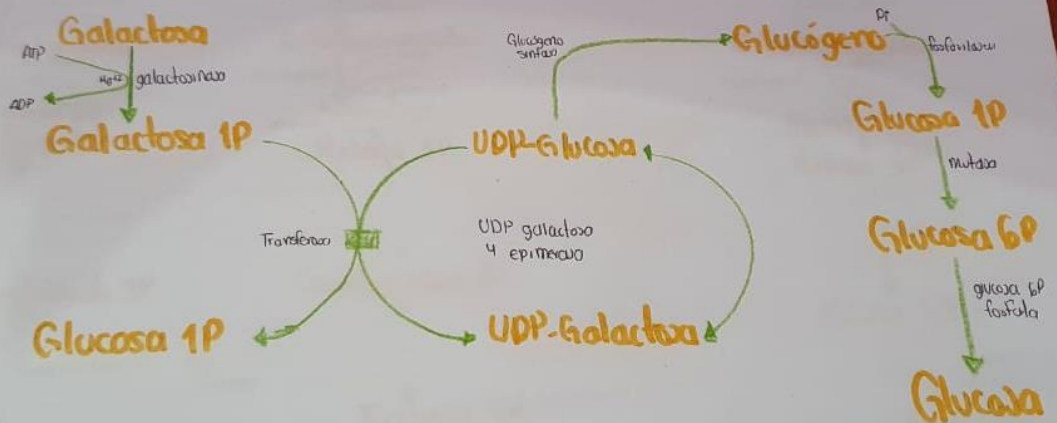 Galactosa
ATP
galactosinasa
ADP
Galactosa 1P
Transferasa
Glucosa 1P
UDP-Glucosa
UDP galactosa
4 epimerasa
UDP-Galactosa
Glucógeno
sintasa
Glucógeno
Pi
fosforilasa
Glucosa 1P
mutasa
Glucosa 6P
glucosa 6P
fosfata
Glucosa